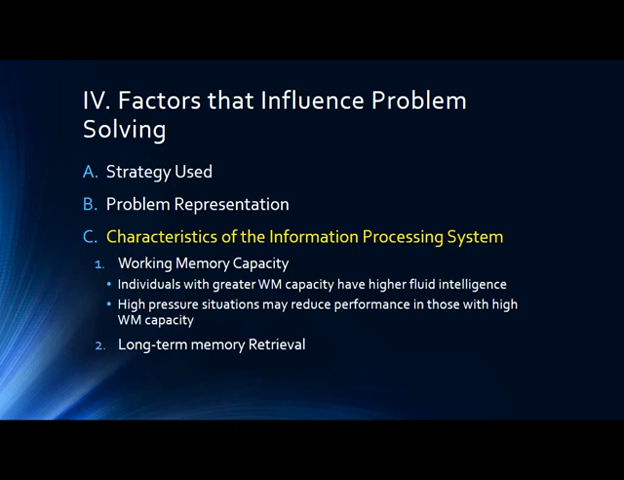 IV. Factors that Influence Problem
Solving
A. Strategy Used
B. Problem Representation
C. Characteristics of the Information Processing System
1. Working Memory Capacity
• Individuals with greater WM capacity have higher fluid intelligence
• High pressure situations may reduce performance in those with high
WM capacity
2. Long-term memory Retrieval